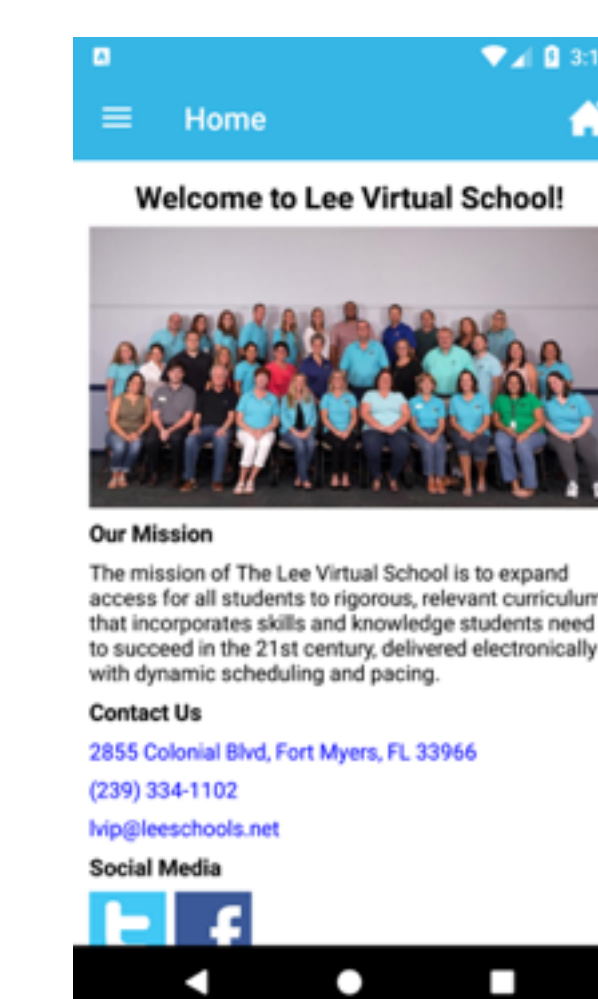 3:1
Home
Welcome to Lee Virtual School!
Our Mission
The mission of The Lee Virtual School is to expand
access for all students to rigorous, relevant curriculum
that incorporates skills and knowledge students need
to succeed in the 21st century, delivered electronically
with dynamic scheduling and pacing.
Contact Us
2855 Colonial Blvd, Fort Myers, FL 33966
(239) 334-1102
lvip@leeschools.net
Social Media